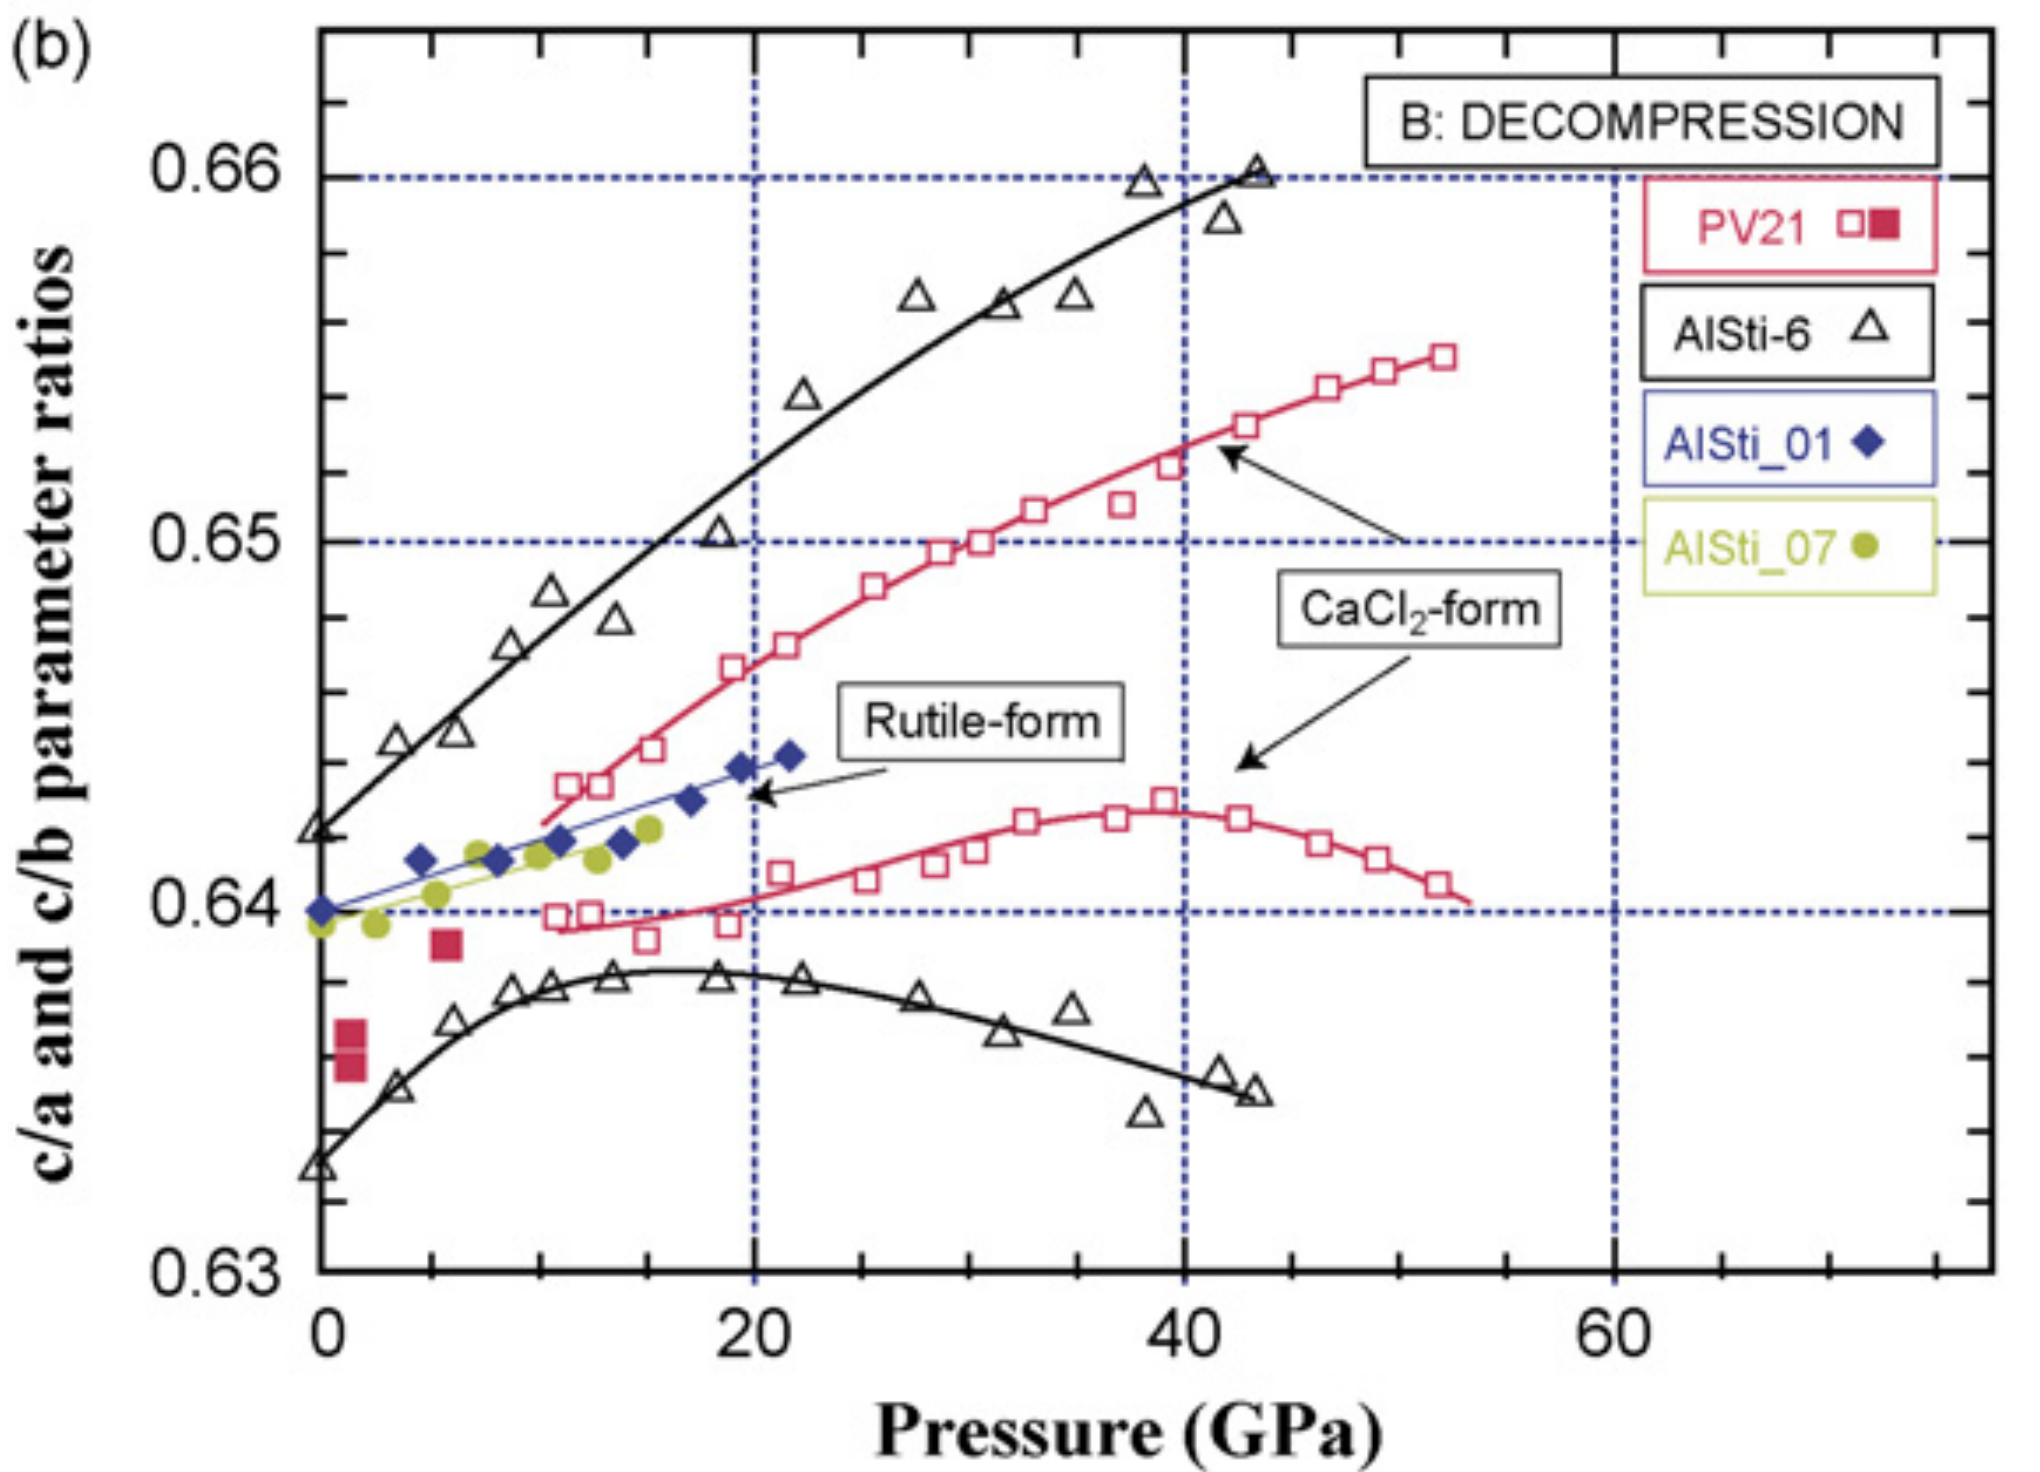 (b)
B: DECOMPRESSION
0.66
PV21
AlSti-6
AlSti_01
0.65
AlSti_07
CaCl₂-form
Rutile-form
0.64
0.63
0
20
40
60
c/a and c/b parameter ratios
Pressure (GPa)